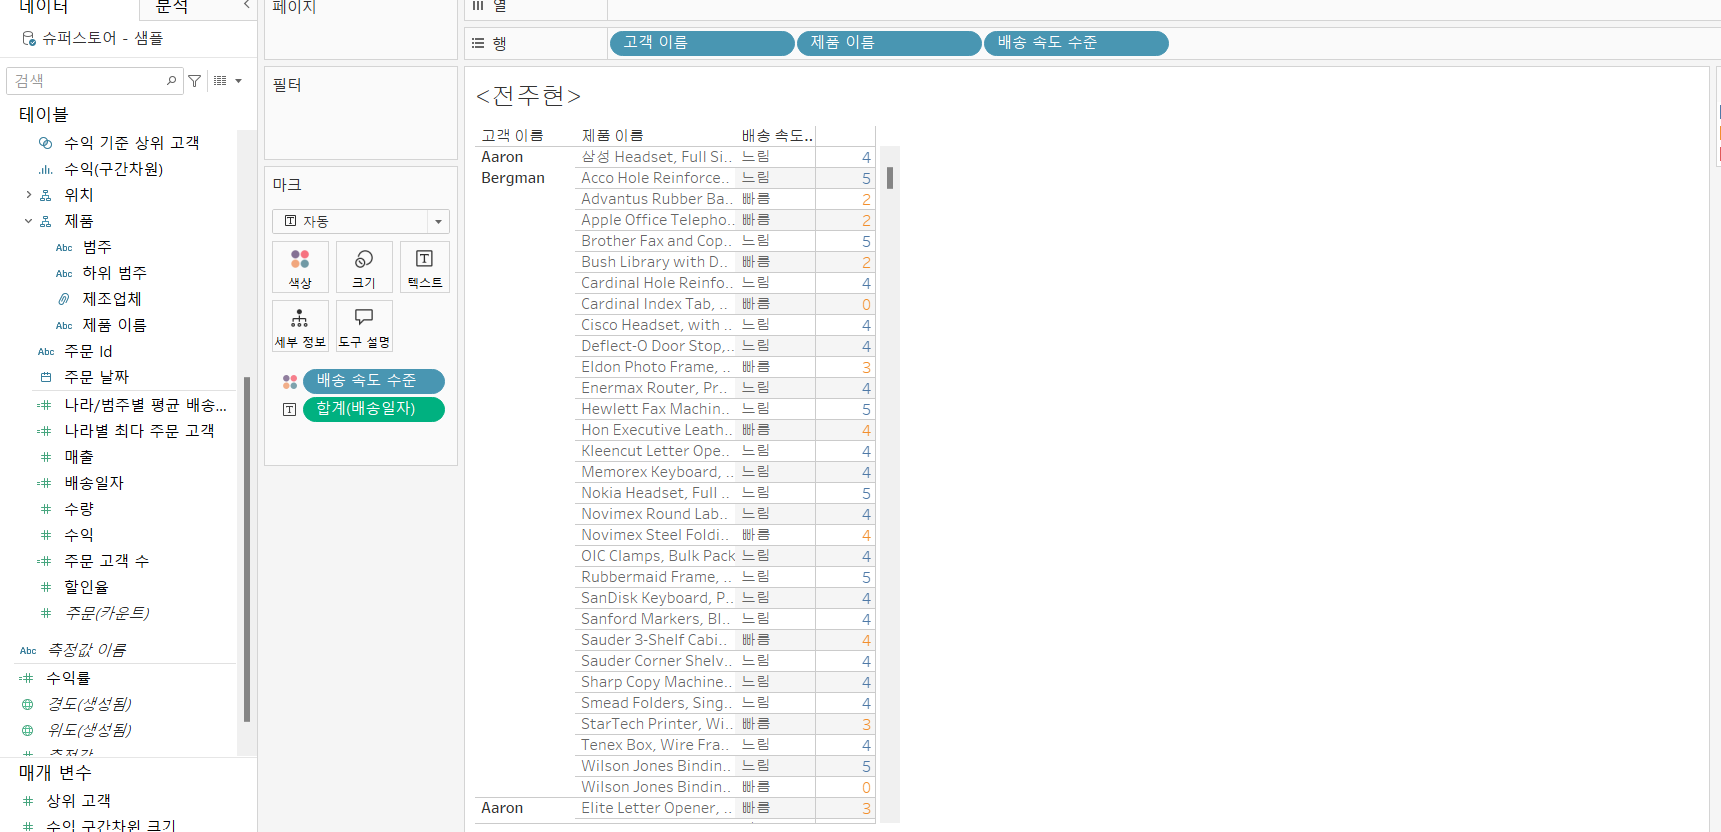 데이터
분석
슈퍼스토어 - 샘플
검색
테이블
수익 기준 상위 고객
수익(구간차원)
위치
제품
Abc 범주
Abc 하위 범주
제조업체
Abc 제품 이름
Abc 주문 Id
주문 날짜
나라/범주별 평균 배송...
나라별 최다 주문 고객
매출
배송일자
수량
수익
주문 고객 수
할인율
주문(카운트)
Abc 측정값 이름
수익률
경도(생성됨)
위도(생성됨)
측정값
매개 변수
상위 고객
수익 구간차원 크기
페이지
필터
마크
자동
색상
크기
텍스트
세부 정보
도구 설명
배송 속도 수준
합계(배송일자)
열
행
고객 이름
제품 이름
배송 속도 수준
<전주현>
고객 이름 제품 이름 배송 속도..
Aaron 삼성 Headset, Full Si.. 느림 4
Bergman Acco Hole Reinforce.. 느림 5
Advantus Rubber Ba.. 빠름 2
Apple Office Telepho.. 빠름 2
Brother Fax and Cop.. 느림 5
Bush Library with D.. 빠름 2
Cardinal Hole Reinfo.. 느림 4
Cardinal Index Tab, .. 빠름 0
Cisco Headset, with .. 느림 4
Deflect-O Door Stop,.. 느림 4
Eldon Photo Frame, .. 빠름 3
Enermax Router, Pr.. 느림 4
Hewlett Fax Machin.. 느림 5
Hon Executive Leath.. 빠름 4
Kleencut Letter Ope.. 느림 4
Memorex Keyboard, .. 느림 4
Nokia Headset, Full .. 느림 5
Novimex Round Lab.. 느림 4
Novimex Steel Foldi.. 빠름 4
OIC Clamps, Bulk Pack 느림 4
Rubbermaid Frame, .. 느림 5
SanDisk Keyboard, P.. 느림 4
Sanford Markers, Bl.. 느림 4
Sauder 3-Shelf Cabi.. 빠름 4
Sauder Corner Shelv.. 느림 4
Sharp Copy Machine.. 느림 4
Smead Folders, Sing.. 느림 4
StarTech Printer, Wi.. 빠름 3
Tenex Box, Wire Fra.. 느림 4
Wilson Jones Bindin.. 느림 5
Wilson Jones Bindin.. 빠름 0
Aaron Elite Letter Opener, .. 빠름 3